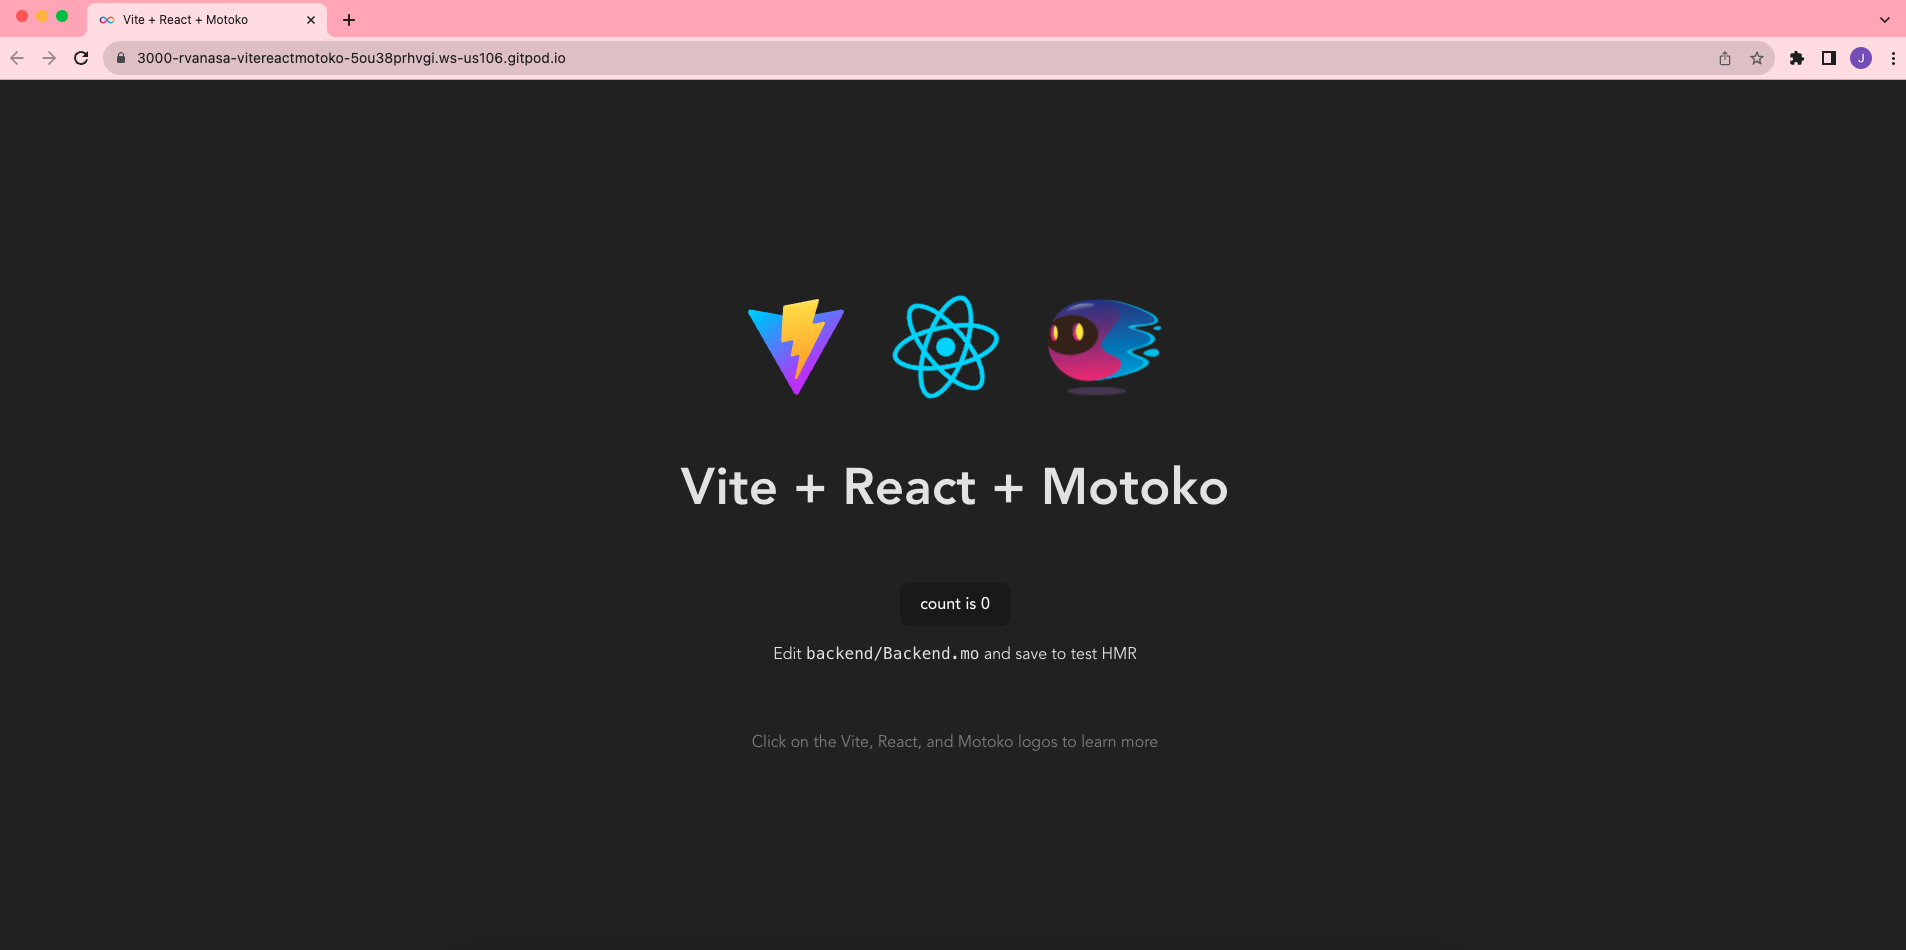 Vite + React + Motoko
3000-rvanasa-vitereactmotoko-5ou38prhvgi.ws-us106.gitpod.io
J
Vite + React + Motoko
count is 0
Edit backend/Backend.mo and save to test HMR
Click on the Vite, React, and Motoko logos to learn more